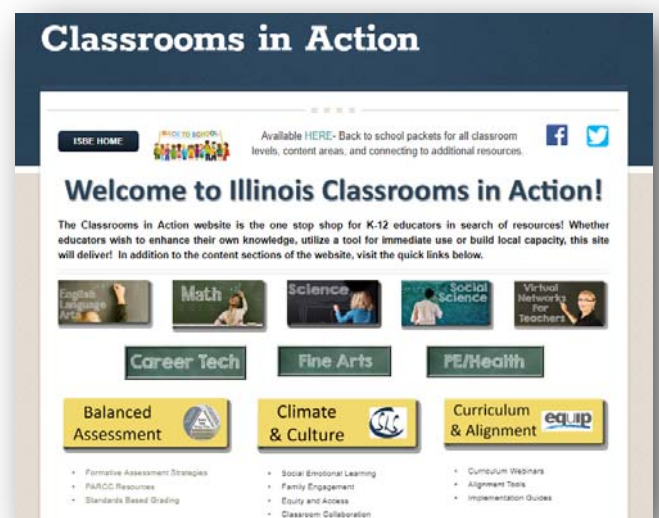 Classrooms in Action
ISBE HOME
BACK TO SCHOOL
Available HERE- Back to school packets for all classroom
levels, content areas, and connecting to additional resources.
Welcome to Illinois Classrooms in Action!
The Classrooms in Action website is the one stop shop for K-12 educators in search of resources! Whether
educators wish to enhance their own knowledge, utilize a tool for immediate use or build local capacity, this site
will deliver! In addition to the content sections of the website, visit the quick links below.
English
Language
Arts
Math
Science
Social
Science
Virtual
Networks
For
Teachers
Career Tech
Fine Arts
PE/Health
Balanced
Assessment
Climate
& Culture
Curriculum
& Alignment
equip
• Formative Assessment Strategies
• PARCC Resources
• Standards Based Grading
• Social Emotional Learning
• Family Engagement
• Equity and Access
• Classroom Collaboration
• Curriculum Webinars
• Alignment Tools
• Implementation Guides